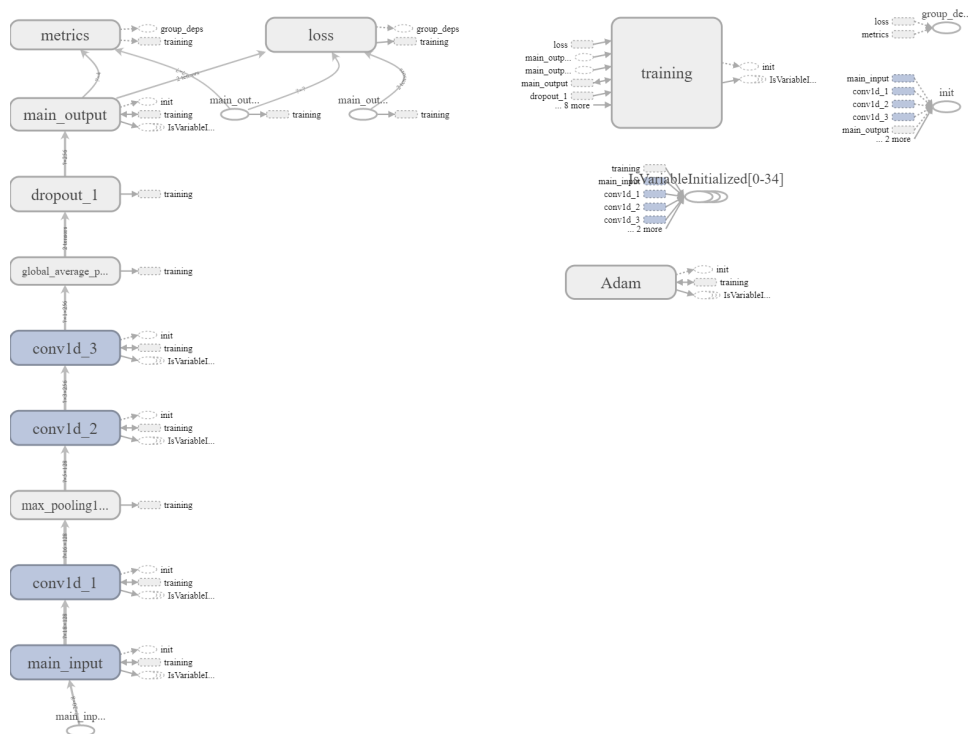 metrics
group_deps
training
loss
group_deps
training
main_output
init
training
IsVariableI...
main_out...
training
main_out...
training
dropout_1
training
global_average_p...
training
conv1d_3
init
training
IsVariableI...
conv1d_2
init
training
IsVariableI...
max_pooling1...
training
conv1d_1
init
training
IsVariableI...
main_input
init
training
IsVariableI...
main_inp...
loss
main_outp...
main_outp...
main_output
dropout_1
... 8 more
training
init
IsVariableI...
training
main_input
conv1d_1
conv1d_2
conv1d_3
... 2 more
IsVariableInitialized[0-34]
Adam
init
training
IsVariableI...
loss
metrics
group_de...
main_input
conv1d_1
conv1d_2
conv1d_3
main_output
... 2 more
init